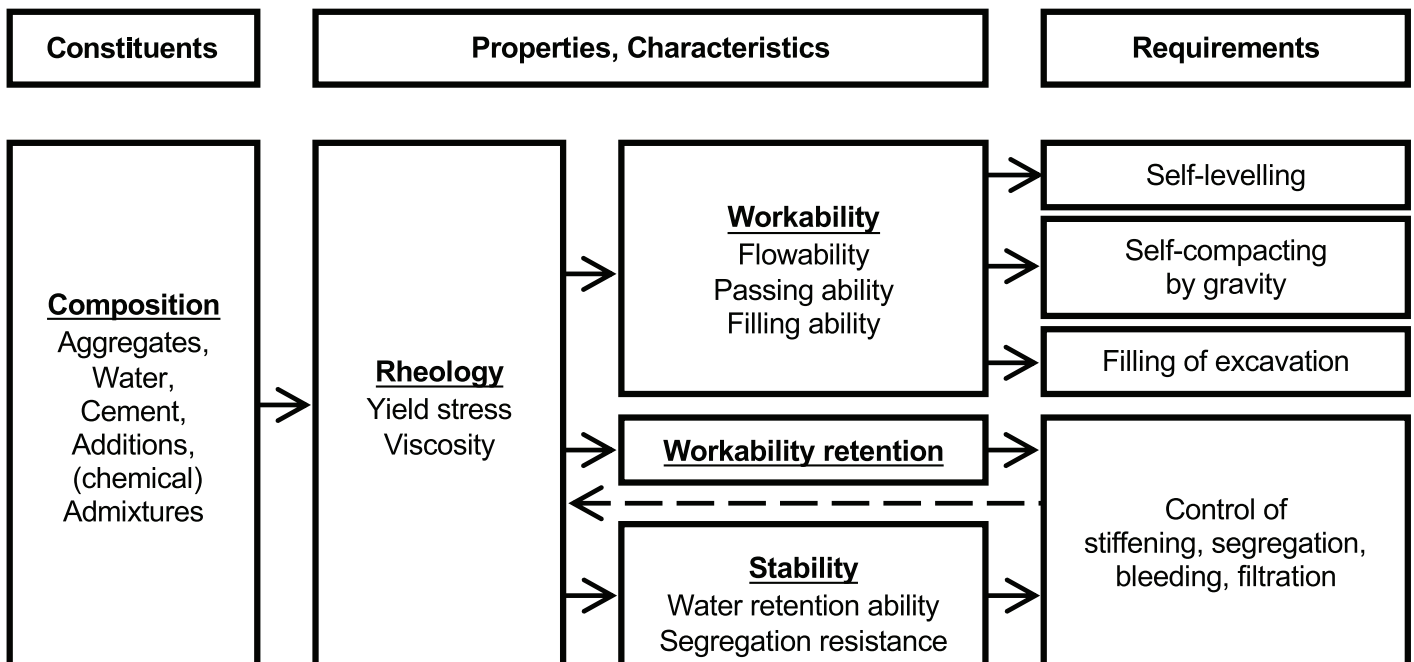 Constituents
Properties, Characteristics
Requirements
Composition
Aggregates,
Water,
Cement,
Additions,
(chemical)
Admixtures
Rheology
Yield stress
Viscosity
Workability
Flowability
Passing ability
Filling ability
Workability retention
Stability
Water retention ability
Segregation resistance
Self-levelling
Self-compacting
by gravity
Filling of excavation
Control of
stiffening, segregation,
bleeding, filtration